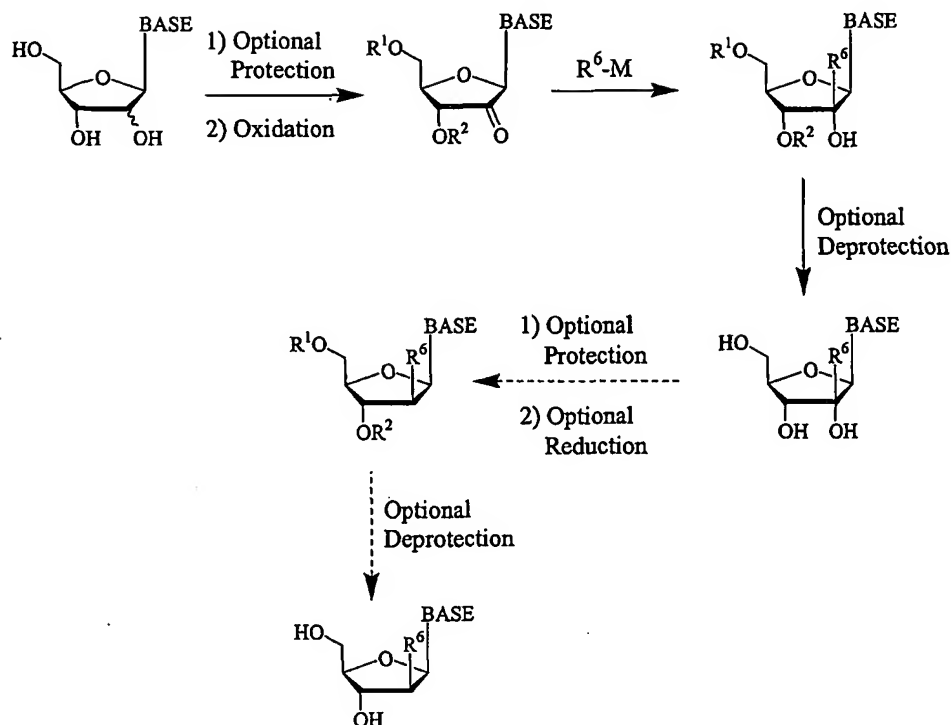 BASE
HO
O
OH OH
1) Optional
Protection
2) Oxidation
BASE
R¹O
O
OR² O
R⁶-M
BASE
R¹O
R⁶
O
OR² OH
Optional
Deprotection
BASE
HO
R⁶
O
OH OH
1) Optional
Protection
2) Optional
Reduction
BASE
R¹O
R⁶
O
OR²
Optional
Deprotection
BASE
HO
R⁶
O
OH